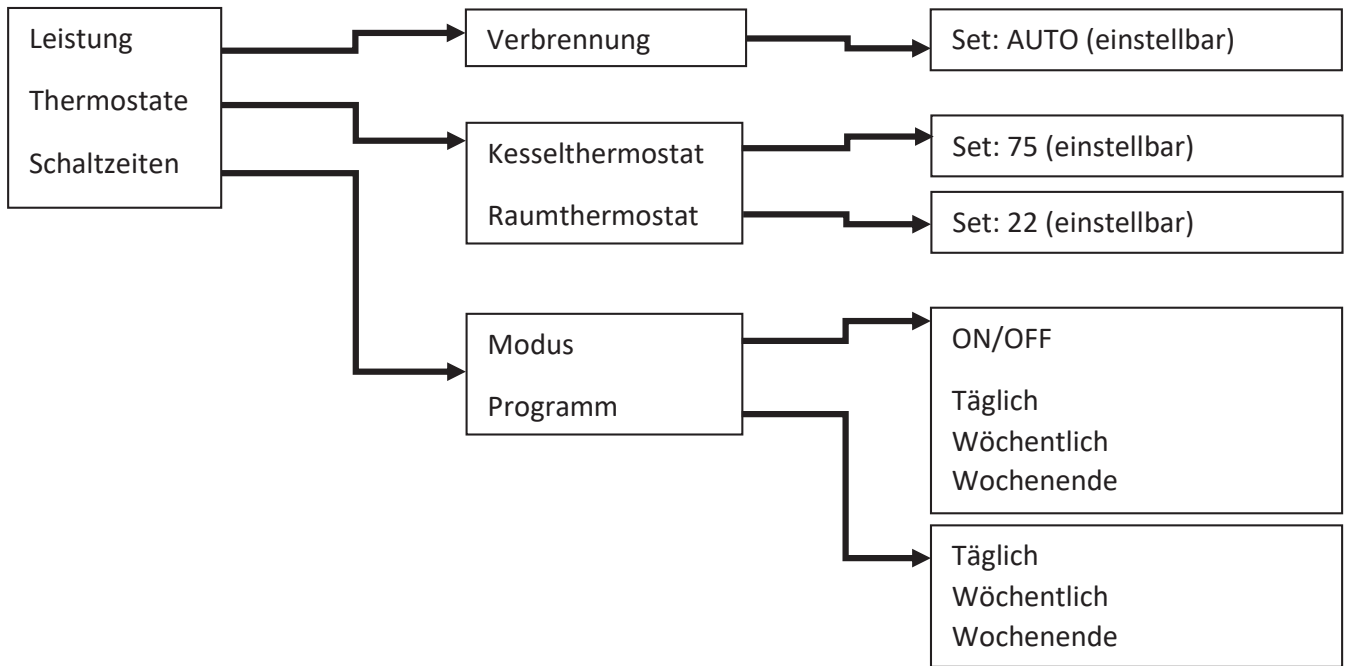 Leistung
Thermostate
Schaltzeiten
Verbrennung
Set: AUTO (einstellbar)
Kesselthermostat
Raumthermostat
Set: 75 (einstellbar)
Set: 22 (einstellbar)
Modus
Programm
ON/OFF
Täglich
Wöchentlich
Wochenende
Täglich
Wöchentlich
Wochenende